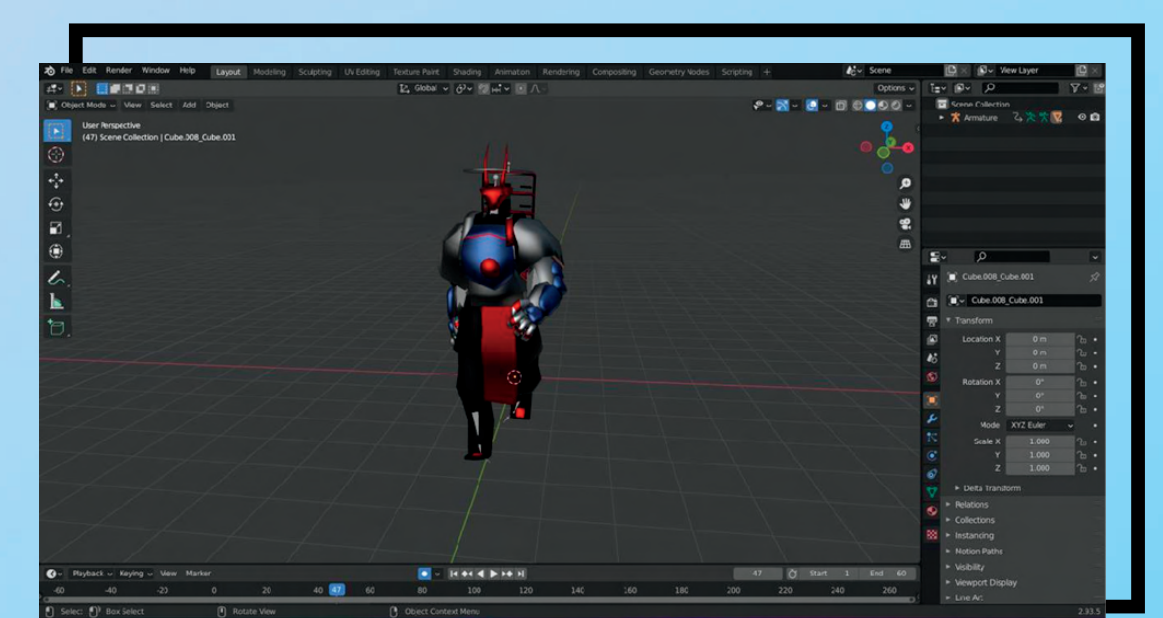 File Edit Render Window Help Layout Modeling Sculpting UV Editing Texture Paint Shading Animation Rendering Compositing Geometry Nodes Scripting + Scene View Layer
Global Options
Object Mode View Select Add Object
User Perspective
(47) Scene Collection | Cube.008_Cube.001
Z
Y
X
Scene Collection
Armature
Cube.008_Cube.001
Cube.008_Cube.001
Transform
Location X 0 m
Y 0 m
Z 0 m
Rotation X 0°
Y 0°
Z 0°
Mode XYZ Euler
Scale X 1.000
Y 1.000
Z 1.000
Delta Transform
Relations
Collections
Instancing
Motion Paths
Visibility
Viewport Display
Line Art
Playback Keying View Marker 47 Start 1 End 60
-60 -40 -20 0 20 40 47 60 80 100 120 140 160 180 200 220 240 260
Select Box Select Rotate View Object Context Menu 2.93.5